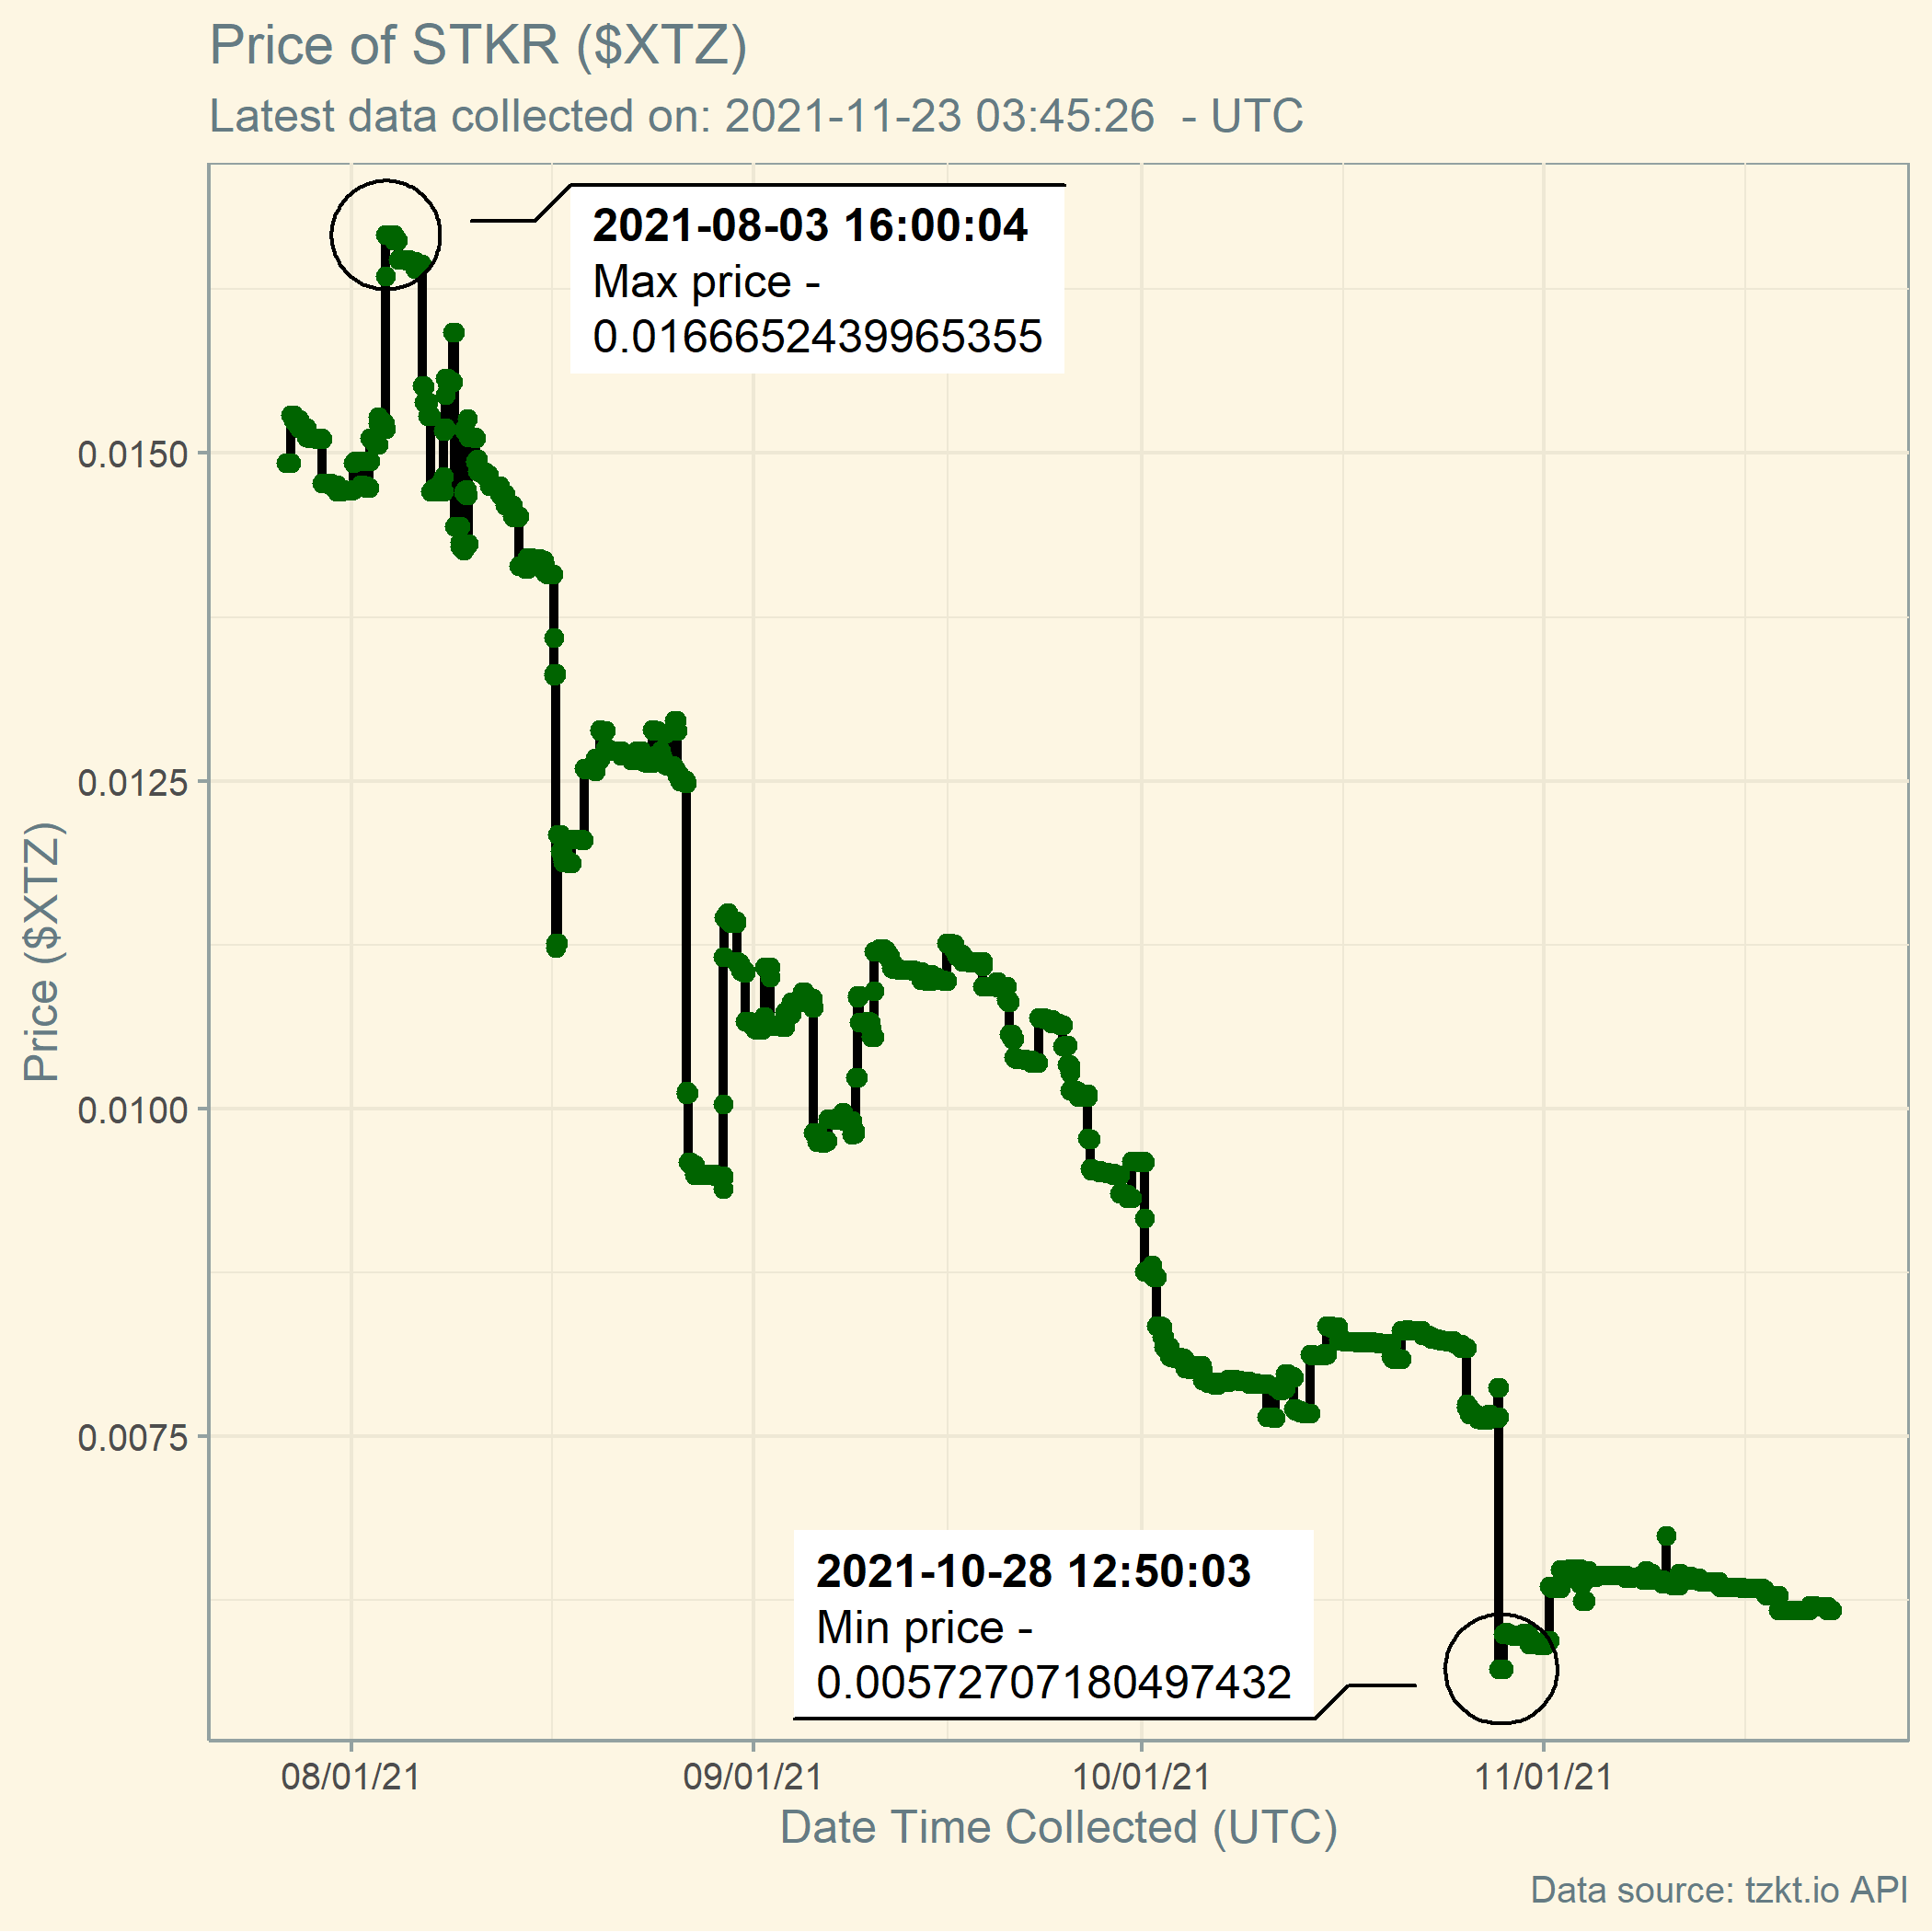 Price of STKR ($XTZ)
Latest data collected on: 2021-11-23 03:45:26  - UTC
2021-08-03 16:00:04
Max price -
0.0166652439965355
0.0150
0.0125
0.0100
0.0075
Price ($XTZ)
2021-10-28 12:50:03
Min price -
0.00572707180497432
08/01/21
09/01/21
10/01/21
11/01/21
Date Time Collected (UTC)
Data source: tzkt.io API